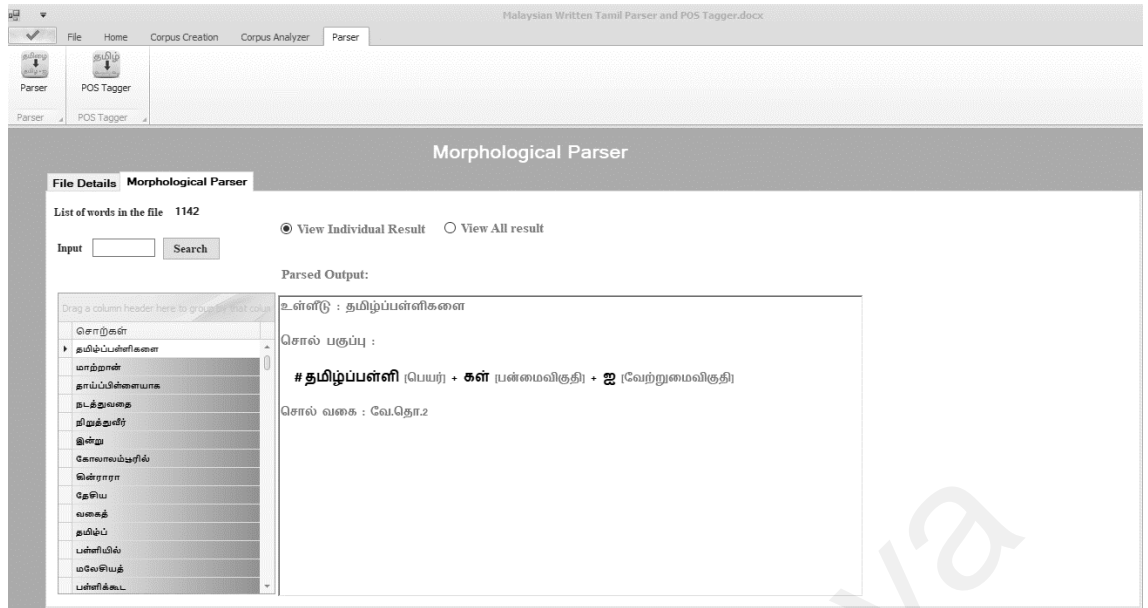 Malaysian Written Tamil Parser and POS Tagger.docx
File Home Corpus Creation Corpus Analyzer Parser
தமிழ்
Parser POS Tagger
Parser POS Tagger
Morphological Parser
File Details Morphological Parser
List of words in the file 1142
View Individual Result View All result
Input Search
Parsed Output:
Drag a column header here to group by that colu
சொற்கள்
தமிழ்ப்பள்ளிகளை
மாற்றான்
தாய்ப்பிள்ளையாக
நடத்துவதை
நிறுத்துவீர்
இன்று
கோலாலம்பூரில்
கின்ராரா
தேசிய
வகைத்
தமிழ்ப்
பள்ளியில்
மலேசியத்
பள்ளிக்கூட
உள்ளீடு : தமிழ்ப்பள்ளிகளை
சொல் பகுப்பு :
# தமிழ்ப்பள்ளி [பெயர்] + கள் [பன்மைவிகுதி] + ஐ [வேற்றுமைவிகுதி]
சொல் வகை : வே.தொ.2